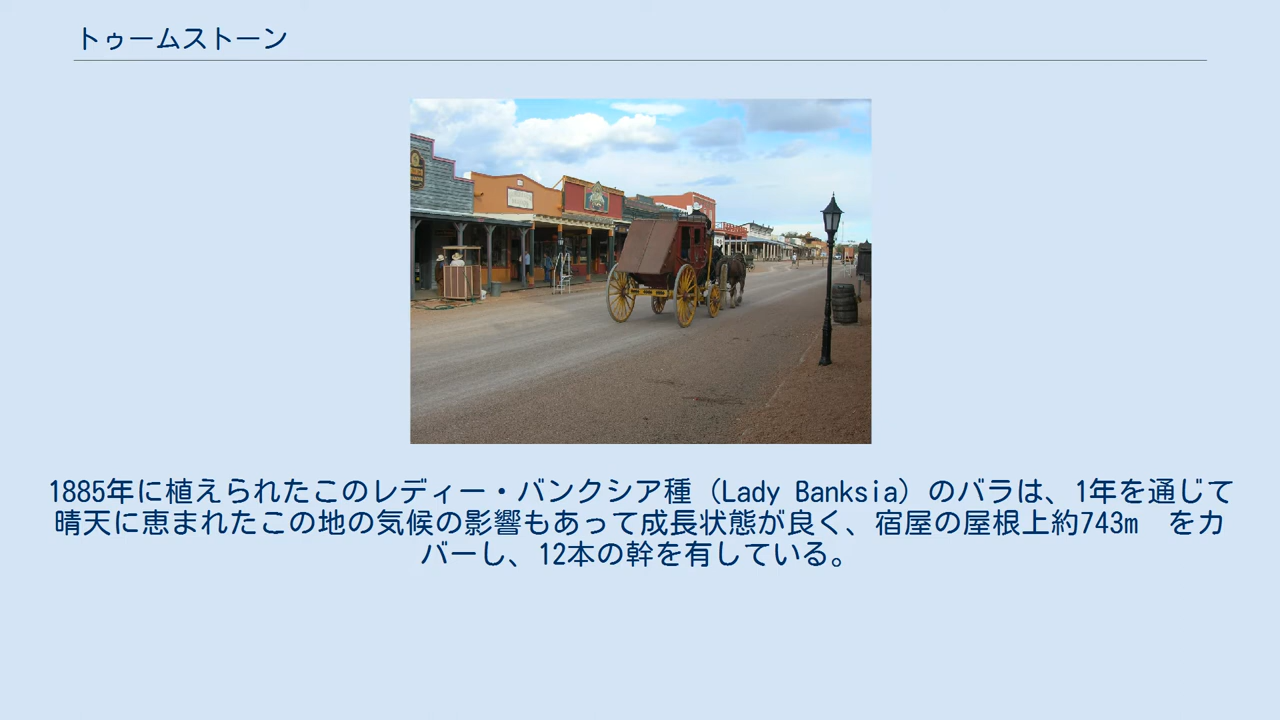 トゥームストーン
1885年に植えられたこのレディー・バンクシア種（Lady Banksia）のバラは、1年を通じて
晴天に恵まれたこの地の気候の影響もあって成長状態が良く、宿屋の屋根上約743m　をカ
バーし、12本の幹を有している。